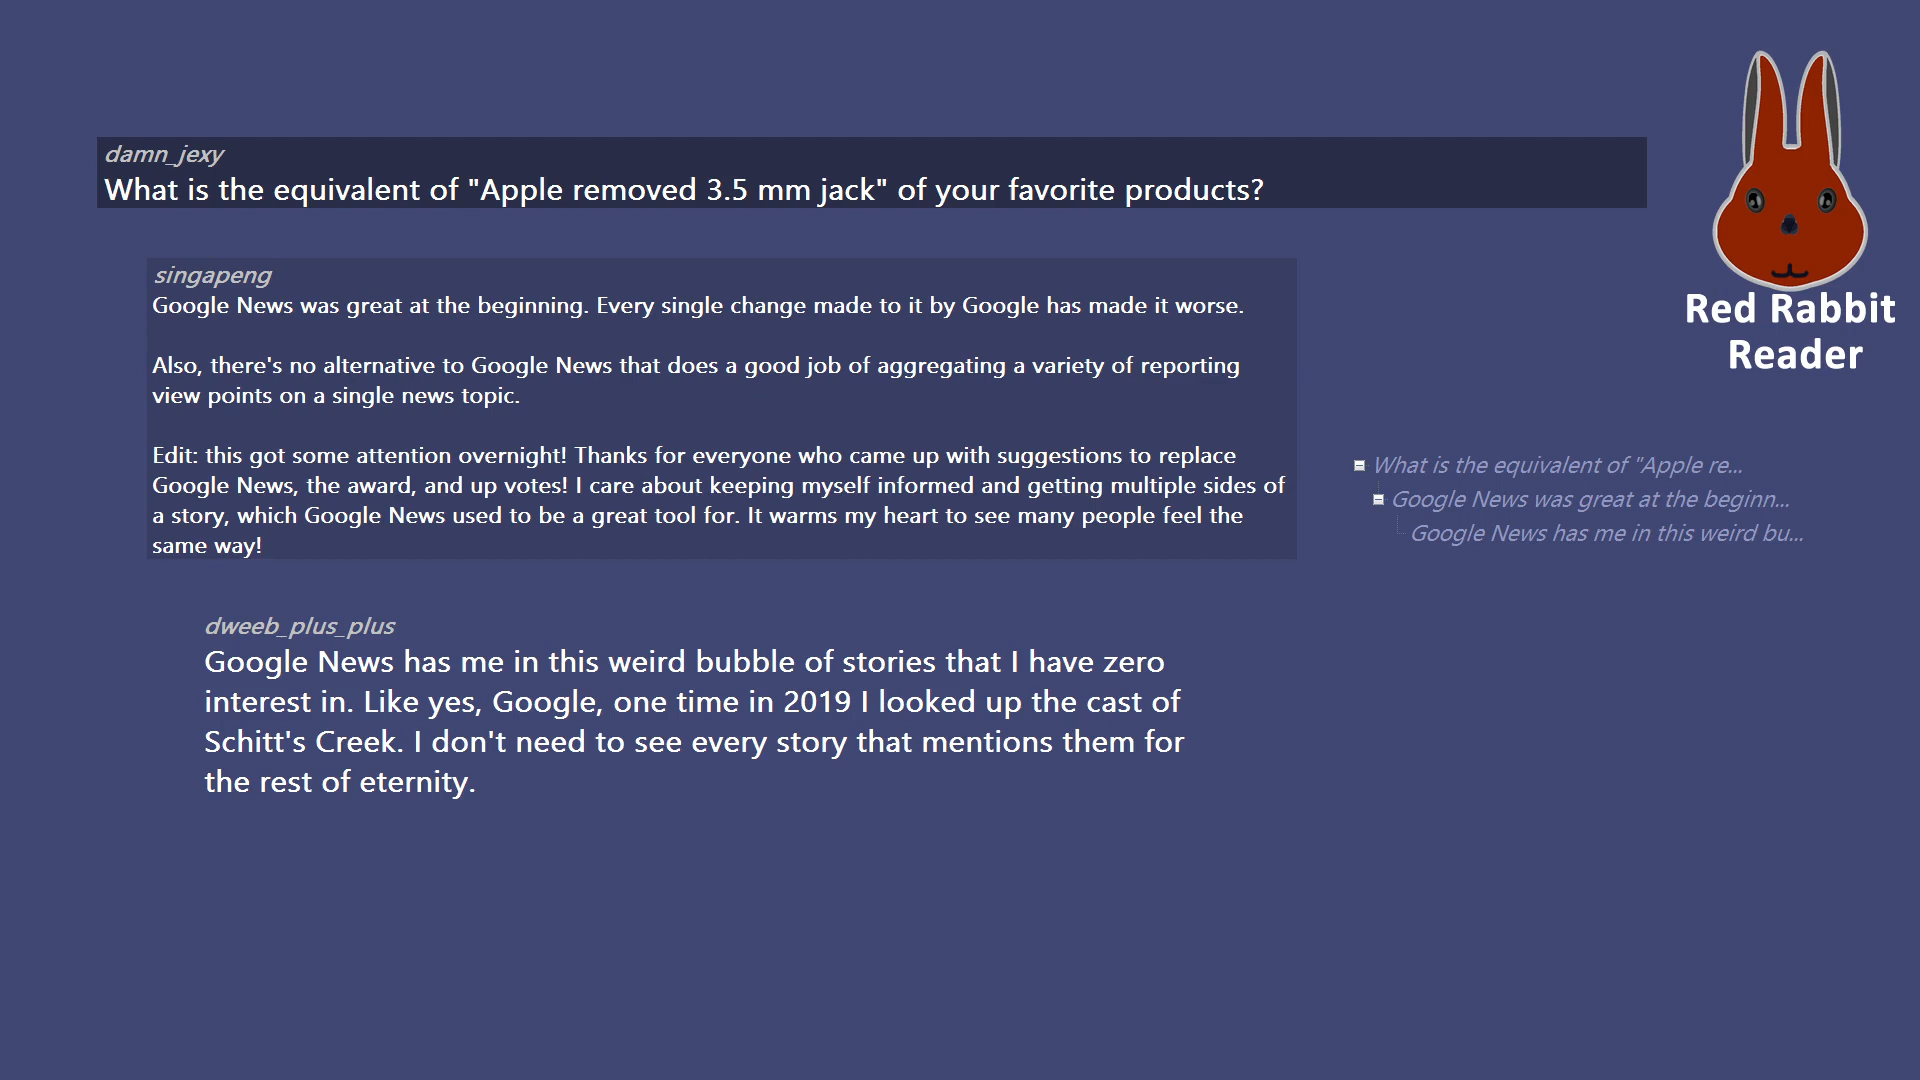 damn_jexy
What is the equivalent of "Apple removed 3.5 mm jack" of your favorite products?
singapeng
Google News was great at the beginning. Every single change made to it by Google has made it worse.
Also, there's no alternative to Google News that does a good job of aggregating a variety of reporting
view points on a single news topic.
Edit: this got some attention overnight! Thanks for everyone who came up with suggestions to replace
Google News, the award, and up votes! I care about keeping myself informed and getting multiple sides of
a story, which Google News used to be a great tool for. It warms my heart to see many people feel the
same way!
dweeb_plus_plus
Google News has me in this weird bubble of stories that I have zero
interest in. Like yes, Google, one time in 2019 I looked up the cast of
Schitt's Creek. I don't need to see every story that mentions them for
the rest of eternity.
Red Rabbit
Reader
What is the equivalent of "Apple re...
Google News was great at the beginn...
Google News has me in this weird bu...